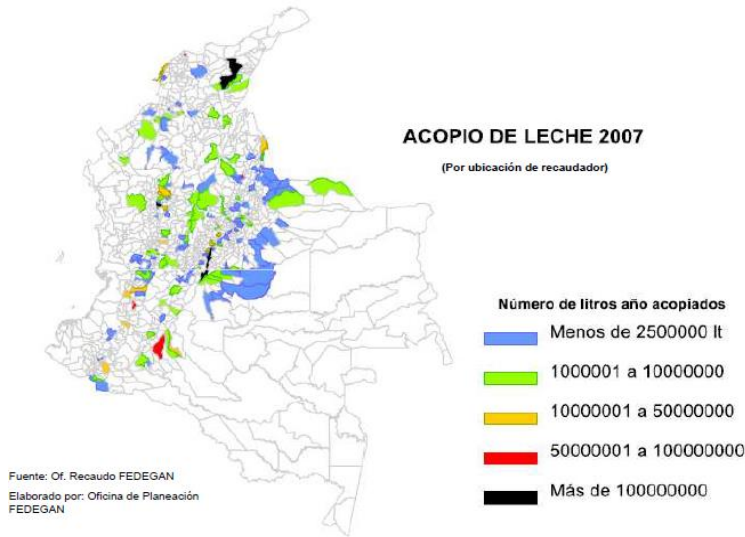 ACOPIO DE LECHE 2007
(Por ubicación de recaudador)
Número de litros año acopiados
Menos de 2500000 lt
1000001 a 10000000
10000001 a 50000000
50000001 a 100000000
Más de 100000000
Fuente: Of. Recaudo FEDEGAN
Elaborado por: Oficina de Planeación
FEDEGAN